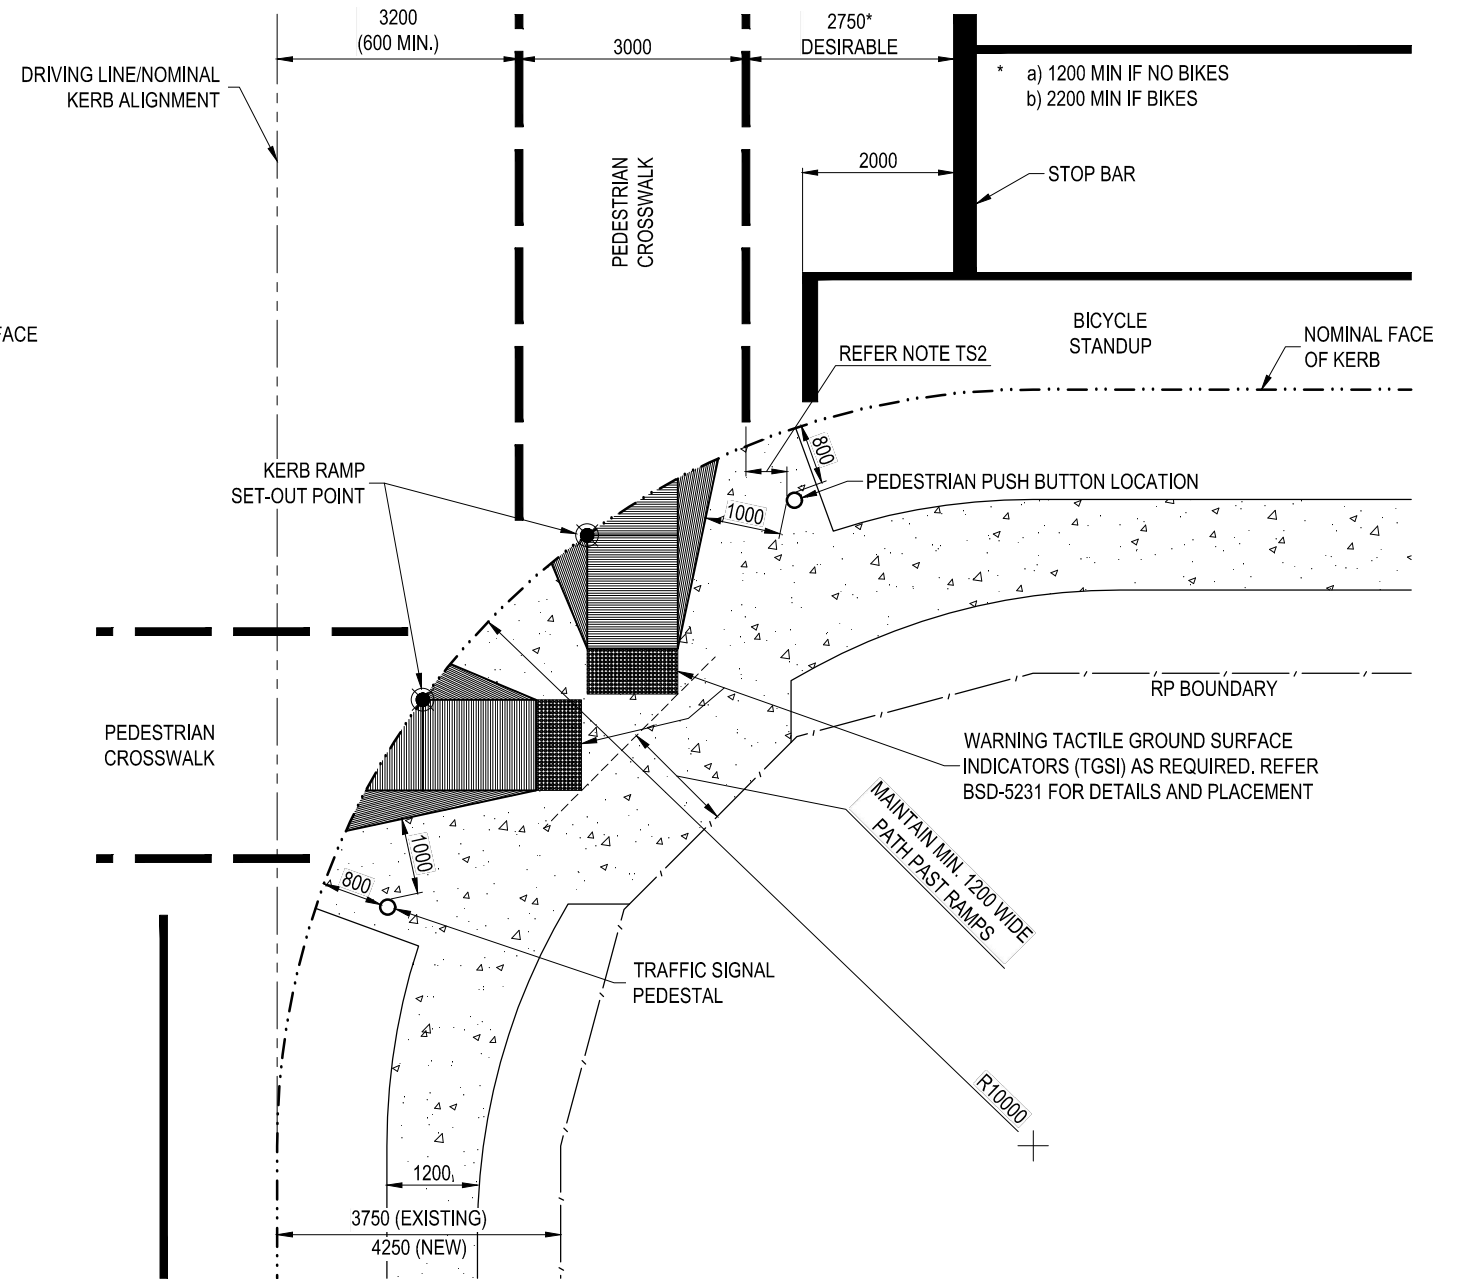 3200
(600 MIN.)
3000
2750*
DESIRABLE
DRIVING LINE/NOMINAL
KERB ALIGNMENT
* a) 1200 MIN IF NO BIKES
b) 2200 MIN IF BIKES
2000
STOP BAR
PEDESTRIAN
CROSSWALK
FACE
BICYCLE
STANDUP
NOMINAL FACE
OF KERB
REFER NOTE TS2
800
KERB RAMP
SET-OUT POINT
PEDESTRIAN PUSH BUTTON LOCATION
1000
RP BOUNDARY
PEDESTRIAN
CROSSWALK
WARNING TACTILE GROUND SURFACE
INDICATORS (TGSI) AS REQUIRED. REFER
BSD-5231 FOR DETAILS AND PLACEMENT
MAINTAIN MIN. 1200 WIDE
PATH PAST RAMPS
1000
800
TRAFFIC SIGNAL
PEDESTAL
R10000
1200
3750 (EXISTING)
4250 (NEW)